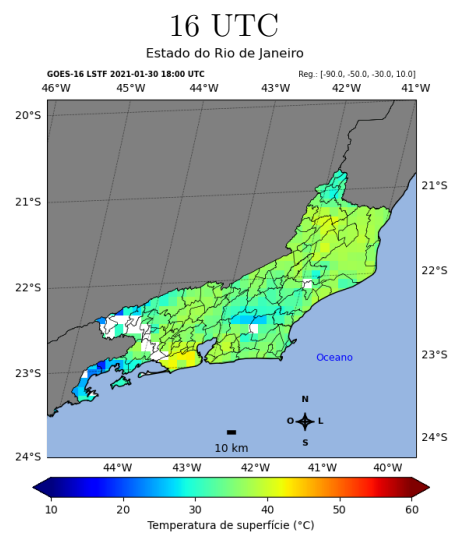 16 UTC
Estado do Rio de Janeiro
GOES-16 LSTF 2021-01-30 18:00 UTC Reg.: [-90.0, -50.0, -30.0, 10.0]
46°W 45°W 44°W 43°W 42°W 41°W
20°S
21°S 21°S
22°S 22°S
23°S 23°S
24°S 24°S
Oceano
N
O L
S
10 km
44°W 43°W 42°W 41°W 40°W
10 20 30 40 50 60
Temperatura de superfície (°C)